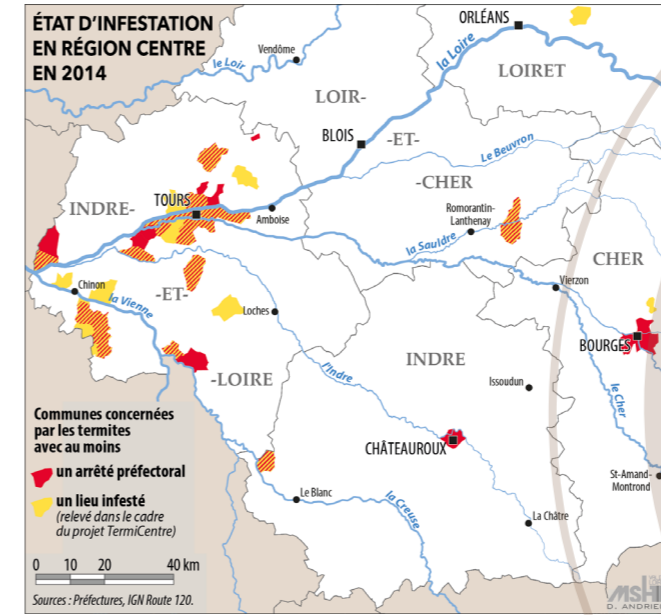 ÉTAT D'INFESTATION
EN RÉGION CENTRE
EN 2014
ORLÉANS
Vendôme
le Loir
la Loire
LOIRET
LOIR-
BLOIS
-ET-
Le Beuvron
-CHER
TOURS
INDRE-
Amboise
Romorantin-
Lanthenay
la Sauldre
CHER
Chinon
-ET-
la Vienne
Loches
Vierzon
BOURGES
-LOIRE
INDRE
l'Indre
Issoudun
le Cher
Communes concernées
par les termites
avec au moins
un arrêté préfectoral
un lieu infesté
(relevé dans le cadre
du projet TermiCentre)
CHÂTEAUROUX
St-Amand-
Montrond
Le Blanc
la Creuse
La Châtre
0 10 20 40 km
Sources : Préfectures, IGN Route 120.
D. ANDRIE